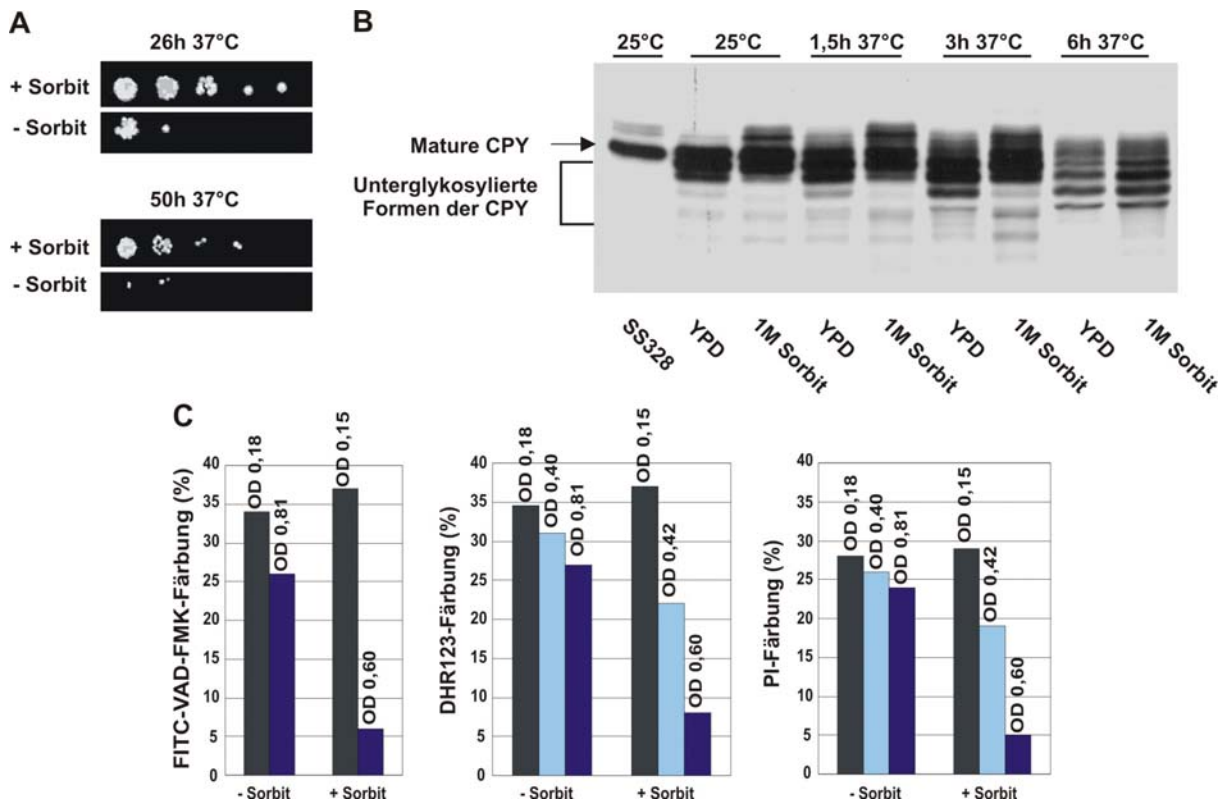 A
26h 37°C
+ Sorbit
- Sorbit
50h 37°C
+ Sorbit
- Sorbit
B
25°C 25°C 1,5h 37°C 3h 37°C 6h 37°C
Mature CPY
Unterglykosylierte
Formen der CPY
SS328 YPD 1M Sorbit YPD 1M Sorbit YPD 1M Sorbit YPD 1M Sorbit
C
FITC-VAD-FMK-Färbung (%)
40
35
30
25
20
15
10
5
0
OD 0,18
OD 0,81
OD 0,15
OD 0,60
- Sorbit + Sorbit
DHR123-Färbung (%)
40
35
30
25
20
15
10
5
0
OD 0,18
OD 0,40
OD 0,81
OD 0,15
OD 0,42
OD 0,60
- Sorbit + Sorbit
PI-Färbung (%)
40
35
30
25
20
15
10
5
0
OD 0,18
OD 0,40
OD 0,81
OD 0,15
OD 0,42
OD 0,60
- Sorbit + Sorbit